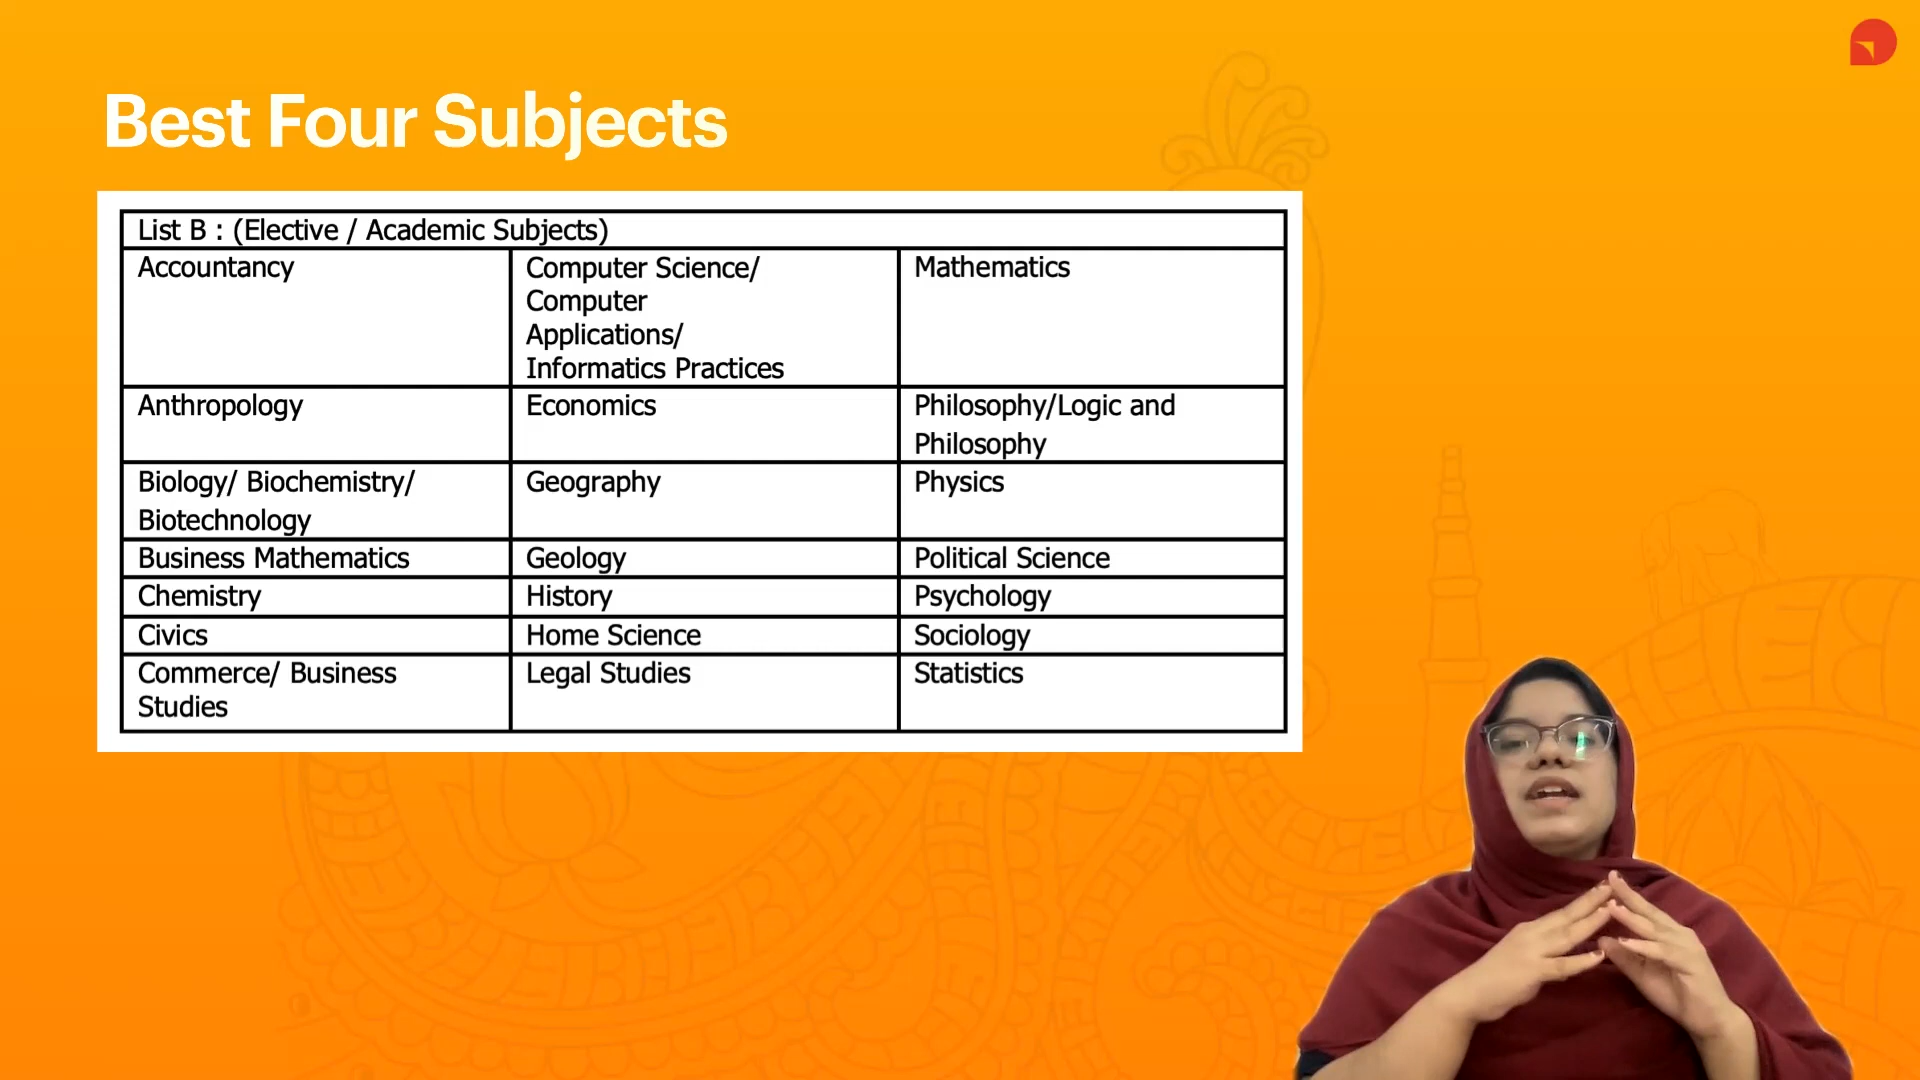 Best Four Subjects
List B : (Elective / Academic Subjects)
Accountancy
Computer Science/
Computer
Applications/
Informatics Practices
Mathematics
Anthropology
Economics
Philosophy/Logic and
Philosophy
Biology/ Biochemistry/
Biotechnology
Geography
Physics
Business Mathematics
Geology
Political Science
Chemistry
History
Psychology
Civics
Home Science
Sociology
Commerce/ Business
Studies
Legal Studies
Statistics